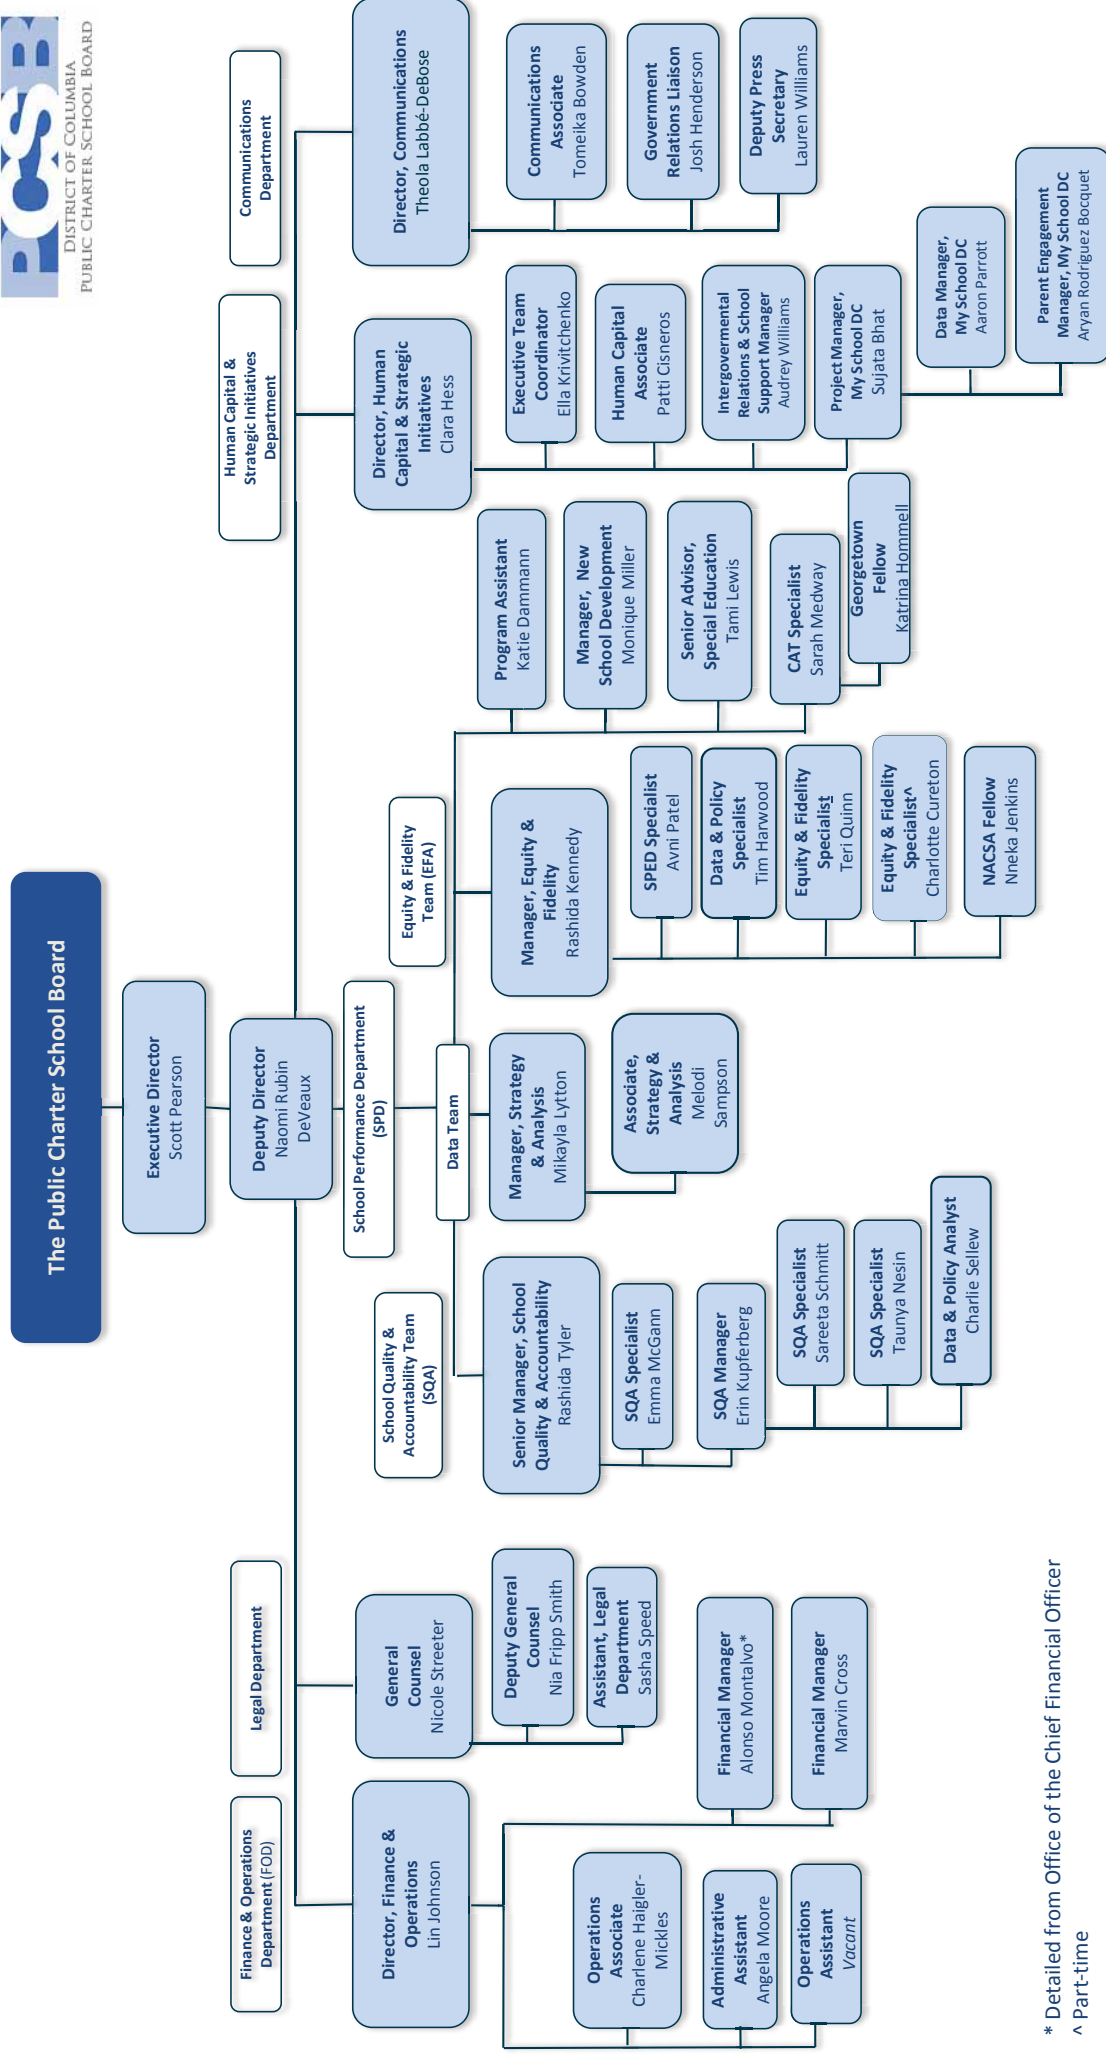 PCSB
DISTRICT OF COLUMBIA
PUBLIC CHARTER SCHOOL BOARD
The Public Charter School Board
Executive Director
Scott Pearson
Deputy Director
Naomi Rubin
DeVeaux
Finance & Operations
Department (FOD)
Director, Finance &
Operations
Lin Johnson
Operations
Associate
Charlene Haigler-
Mickles
Administrative
Assistant
Angela Moore
Operations
Assistant
Vacant
Financial Manager
Alonso Montalvo*
Financial Manager
Marvin Cross
Legal Department
General
Counsel
Nicole Streeter
Deputy General
Counsel
Nia Fripp Smith
Assistant, Legal
Department
Sasha Speed
School Performance Department
(SPD)
School Quality &
Accountability Team
(SQA)
Senior Manager, School
Quality & Accountability
Rashida Tyler
SQA Specialist
Emma McGann
SQA Manager
Erin Kupferberg
SQA Specialist
Sareeta Schmitt
SQA Specialist
Taunya Nesin
Data & Policy Analyst
Charlie Sellew
Data Team
Manager, Strategy
& Analysis
Mikayla Lytton
Associate,
Strategy &
Analysis
Melodi
Sampson
Equity & Fidelity
Team (EFA)
Manager, Equity &
Fidelity
Rashida Kennedy
SPED Specialist
Avni Patel
Data & Policy
Specialist
Tim Harwood
Equity & Fidelity
Specialist
Teri Quinn
Equity & Fidelity
Specialist^
Charlotte Cureton
NACSA Fellow
Nneka Jenkins
Program Assistant
Katie Dammann
Manager, New
School Development
Monique Miller
Senior Advisor,
Special Education
Tami Lewis
CAT Specialist
Sarah Medway
Georgetown
Fellow
Katrina Hommell
Human Capital &
Strategic Initiatives
Department
Director, Human
Capital & Strategic
Initiatives
Clara Hess
Executive Team
Coordinator
Ella Krivitchenko
Human Capital
Associate
Patti Cisneros
Intergovermental
Relations & School
Support Manager
Audrey Williams
Project Manager,
My School DC
Sujata Bhat
Data Manager,
My School DC
Aaron Parrott
Parent Engagement
Manager, My School DC
Aryan Rodriguez Bocquet
Communications
Department
Director, Communications
Theola Labbé-DeBose
Communications
Associate
Tomeika Bowden
Government
Relations Liaison
Josh Henderson
Deputy Press
Secretary
Lauren Williams
* Detailed from Office of the Chief Financial Officer
^ Part-time